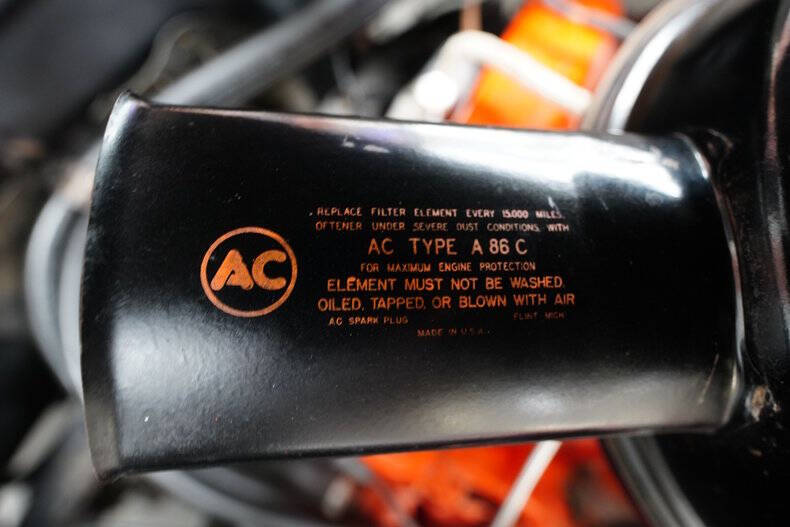 AC
REPLACE FILTER ELEMENT EVERY 15,000 MILES,
OFTENER UNDER SEVERE DUST CONDITIONS, WITH
AC TYPE A 86 C
FOR MAXIMUM ENGINE PROTECTION
ELEMENT MUST NOT BE WASHED,
OILED, TAPPED, OR BLOWN WITH AIR
AC SPARK PLUG FLINT MICH
MADE IN U.S.A.